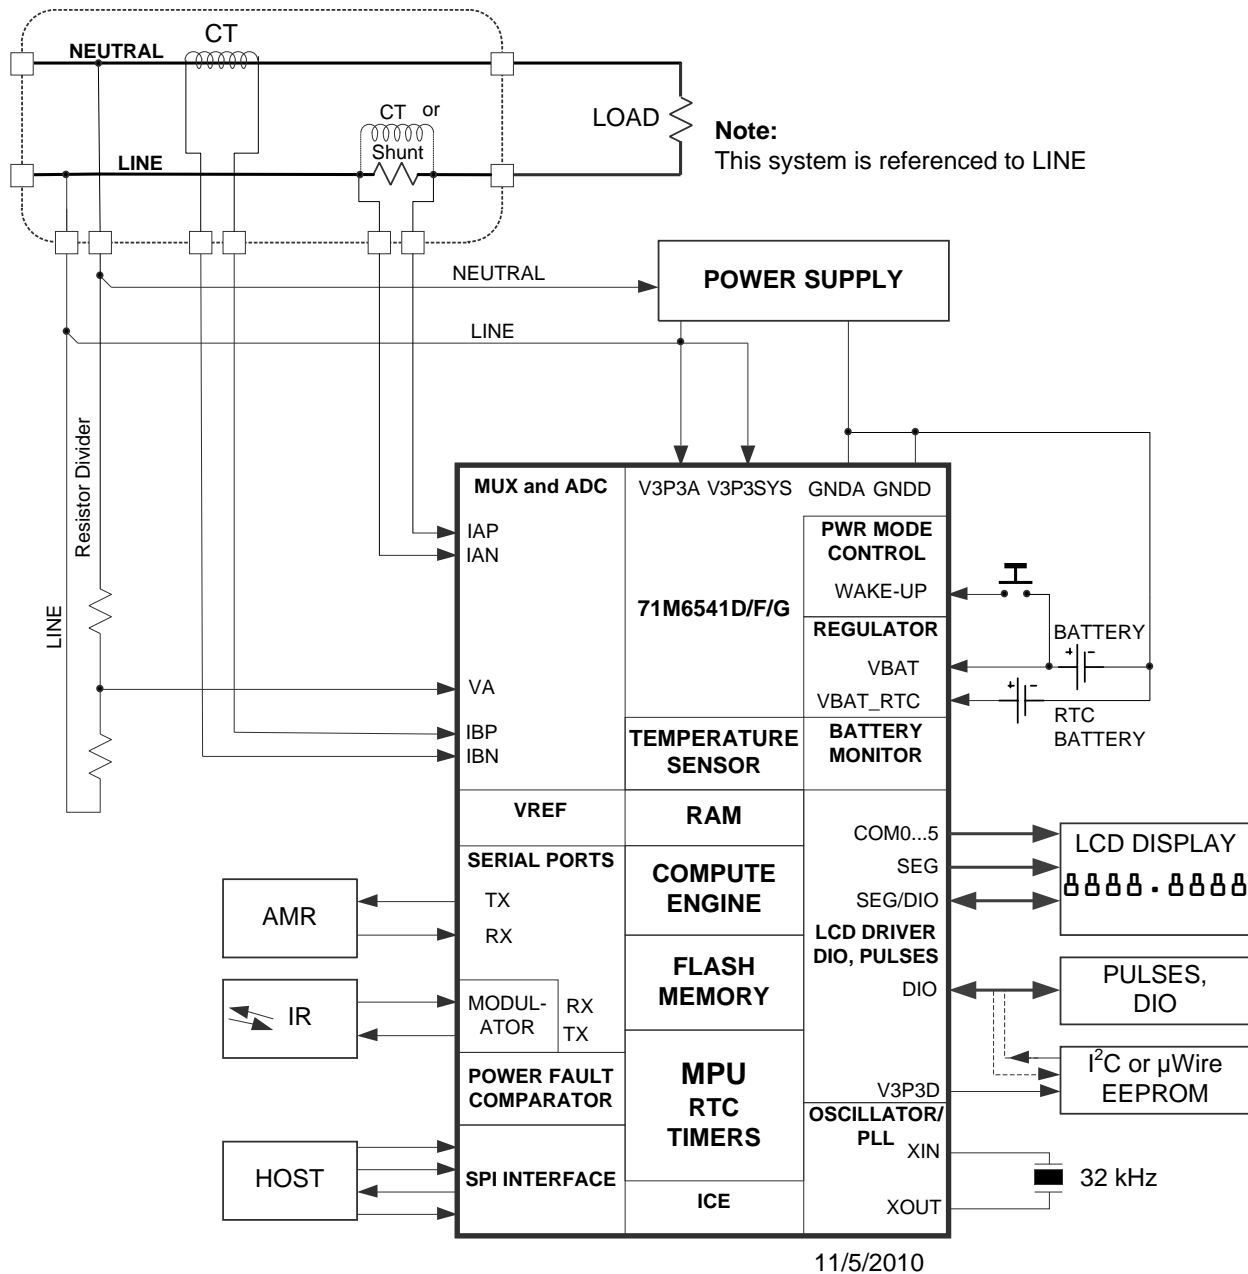 CT
NEUTRAL
CT or
Shunt
LINE
LOAD
Note:
This system is referenced to LINE
NEUTRAL
POWER SUPPLY
LINE
Resistor Divider
LINE
MUX and ADC
V3P3A V3P3SYS GNDA GNDD
IAP
IAN
VA
IBP
IBN
71M6541D/F/G
PWR MODE
CONTROL
WAKE-UP
REGULATOR
VBAT
VBAT_RTC
BATTERY
+ -
+ -
RTC
BATTERY
TEMPERATURE
SENSOR
BATTERY
MONITOR
VREF
RAM
COM0...5
SEG
SEG/DIO
LCD DISPLAY
8888.8888
SERIAL PORTS
TX
RX
AMR
COMPUTE
ENGINE
LCD DRIVER
DIO, PULSES
DIO
PULSES,
DIO
FLASH
MEMORY
IR
MODUL-
ATOR
RX
TX
I²C or µWire
EEPROM
V3P3D
POWER FAULT
COMPARATOR
MPU
RTC
TIMERS
OSCILLATOR/
PLL
XIN
XOUT
32 kHz
HOST
SPI INTERFACE
ICE
11/5/2010